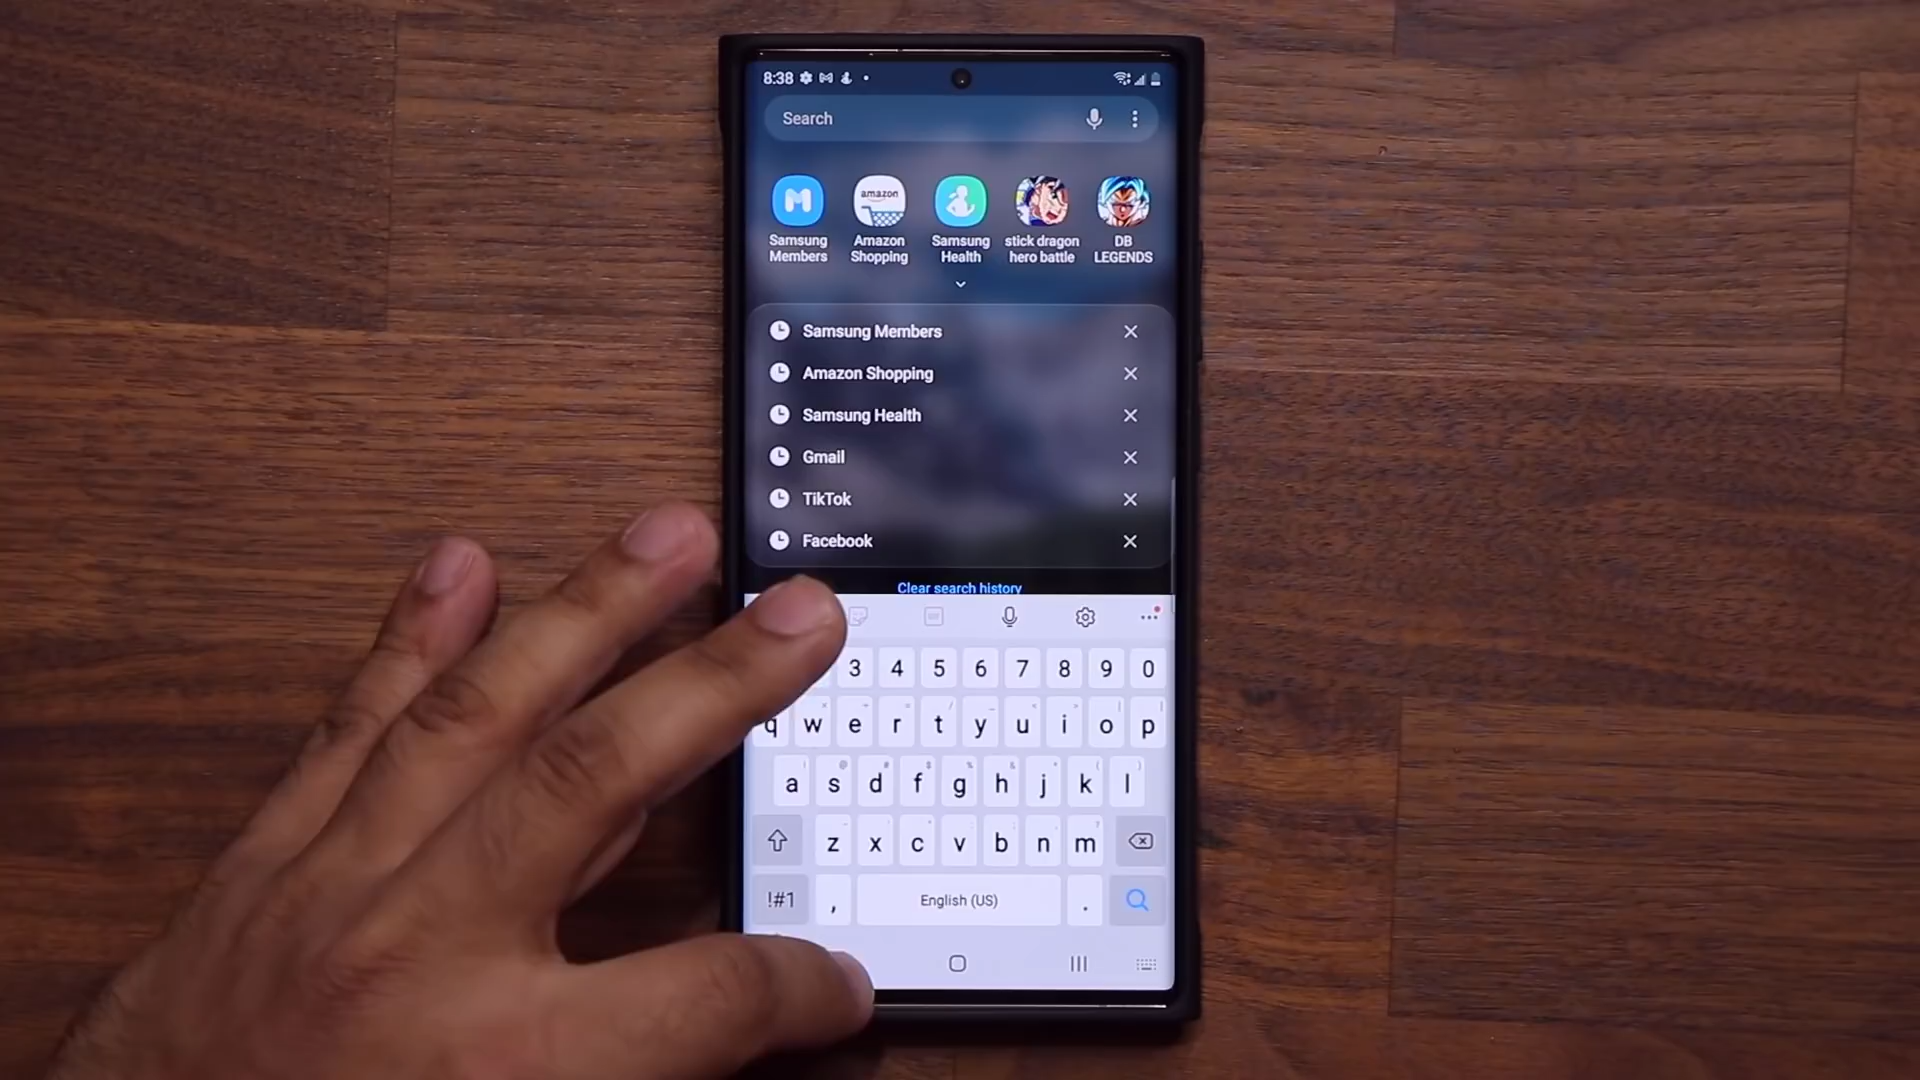 8:38
Search
amazon
Samsung Members
Amazon Shopping
Samsung Health
stick dragon hero battle
DB LEGENDS
Samsung Members
Amazon Shopping
Samsung Health
Gmail
TikTok
Facebook
Clear search history
3 4 5 6 7 8 9 0
q w e r t y u i o p
a s d f g h j k l
z x c v b n m
!#1 , English (US) .